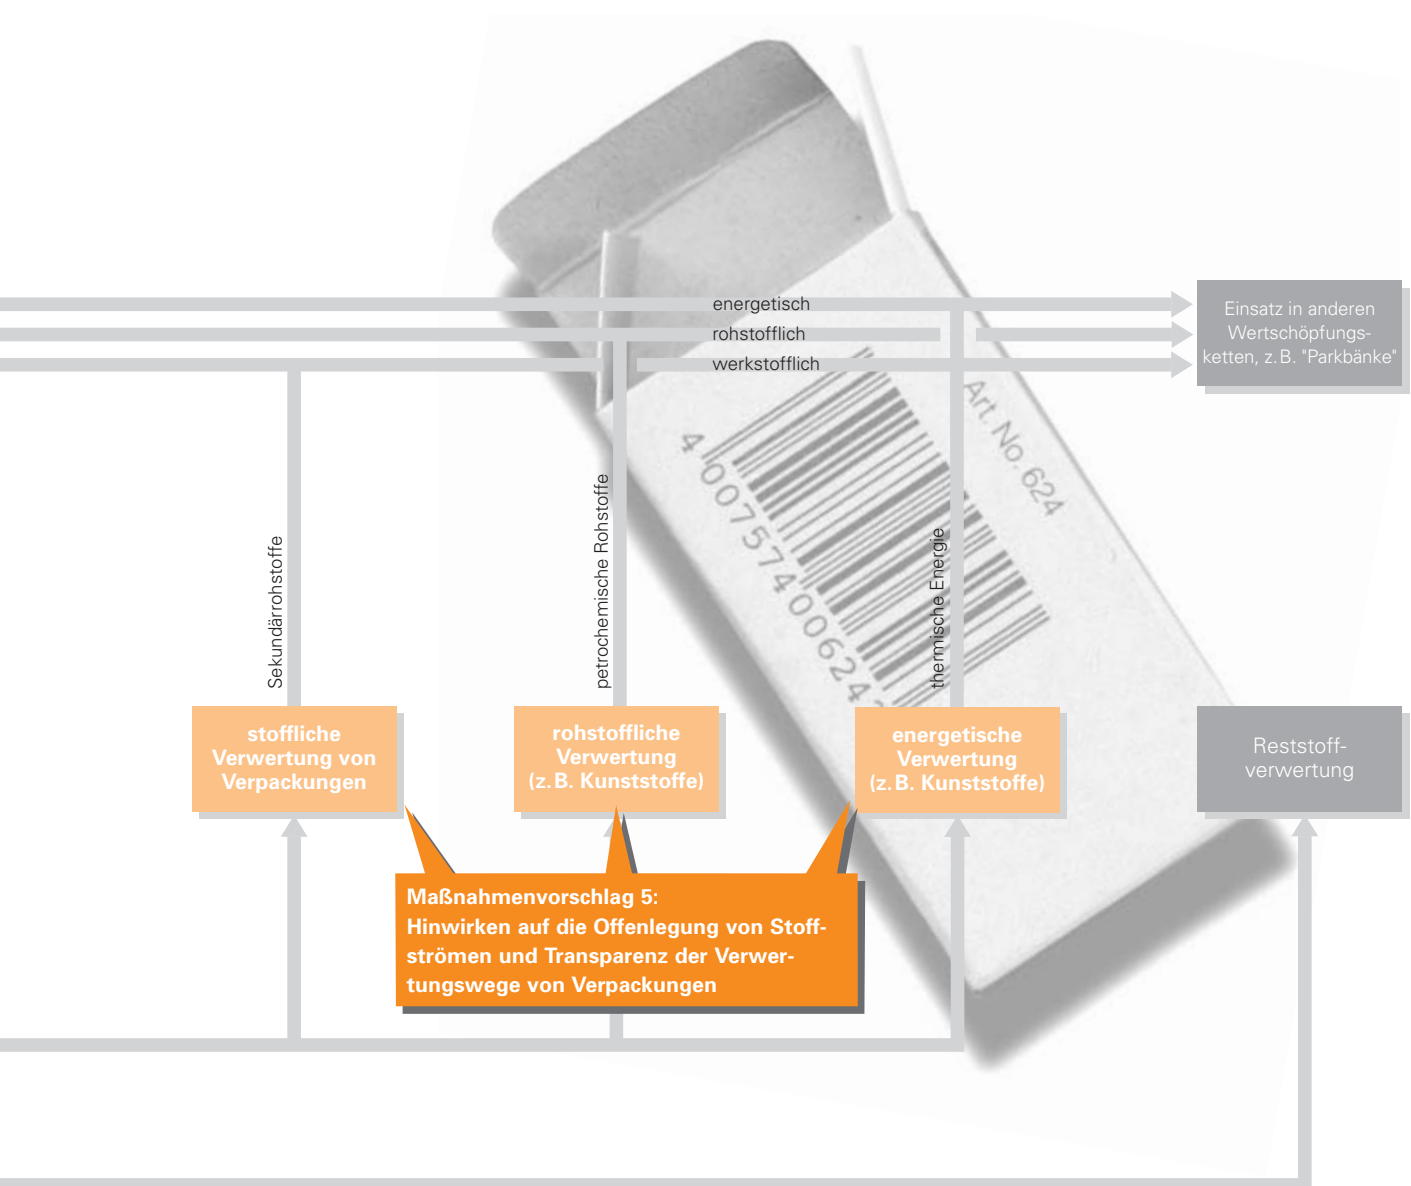 energetisch
rohstofflich
werkstofflich
Einsatz in anderen
Wertschöpfungs-
ketten, z. B. "Parkbänke"
Art. No. 624
4 007574 00624
Sekundärrohstoffe
petrochemische Rohstoffe
thermische Energie
stoffliche
Verwertung von
Verpackungen
rohstoffliche
Verwertung
(z. B. Kunststoffe)
energetische
Verwertung
(z. B. Kunststoffe)
Reststoff-
verwertung
Maßnahmenvorschlag 5:
Hinwirken auf die Offenlegung von Stoff-
strömen und Transparenz der Verwer-
tungswege von Verpackungen